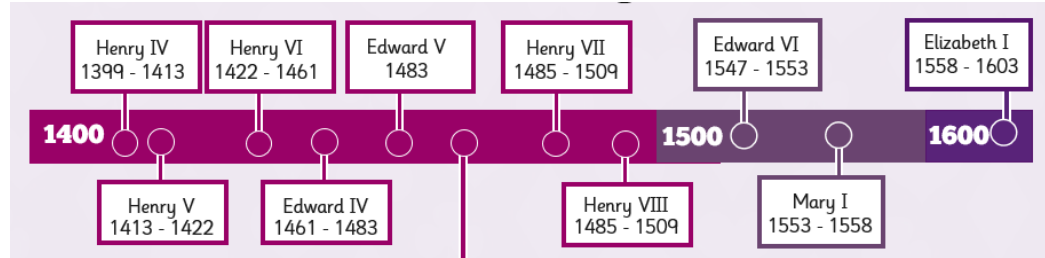 Henry IV
1399 - 1413
Henry VI
1422 - 1461
Edward V
1483
Henry VII
1485 - 1509
Edward VI
1547 - 1553
Elizabeth I
1558 - 1603
1400
1500
1600
Henry V
1413 - 1422
Edward IV
1461 - 1483
Henry VIII
1485 - 1509
Mary I
1553 - 1558